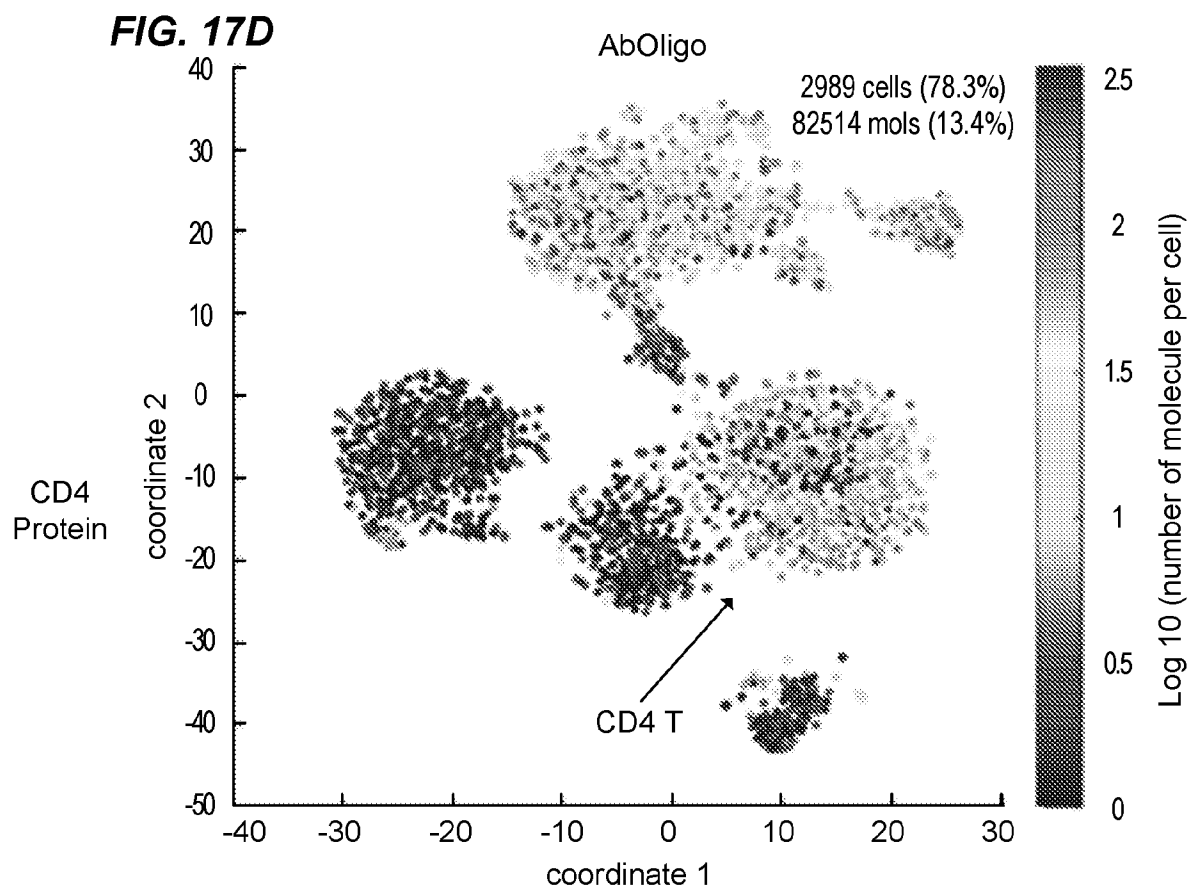 FIG. 17D
AbOligo
2989 cells (78.3%)
82514 mols (13.4%)
40
30
20
10
0
-10
-20
-30
-40
-50
coordinate 2
CD4
Protein
CD4 T
-40
-30
-20
-10
0
10
20
30
coordinate 1
2.5
2
1.5
1
0.5
0
Log 10 (number of molecule per cell)